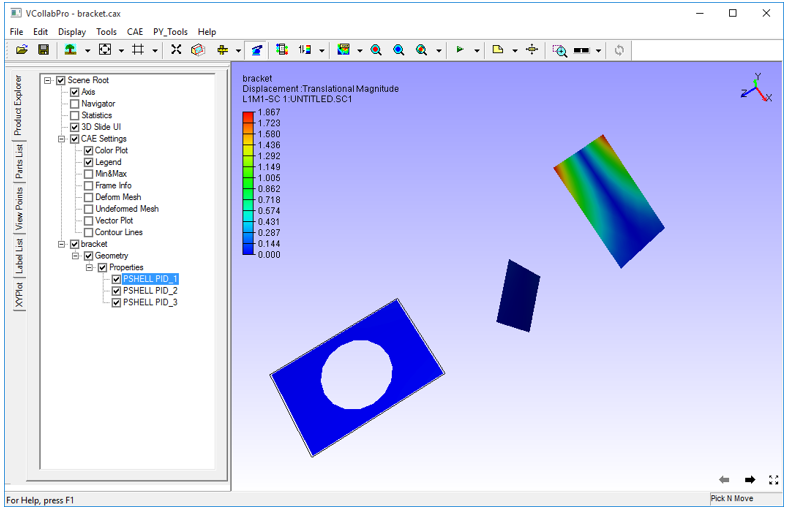 VCollabPro - bracket.cax
File Edit Display Tools CAE PY_Tools Help
Product Explorer
Parts List
View Points
Label List
XYPlot
Scene Root
Axis
Navigator
Statistics
3D Slide UI
CAE Settings
Color Plot
Legend
Min&Max
Frame Info
Deform Mesh
Undeformed Mesh
Vector Plot
Contour Lines
bracket
Geometry
Properties
PSHELL PID_1
PSHELL PID_2
PSHELL PID_3
bracket
Displacement :Translational Magnitude
L1M1-SC 1:UNTITLED.SC1
1.867
1.723
1.580
1.436
1.292
1.149
1.005
0.862
0.718
0.574
0.431
0.287
0.144
0.000
Y
Z
X
For Help, press F1
Pick N Move